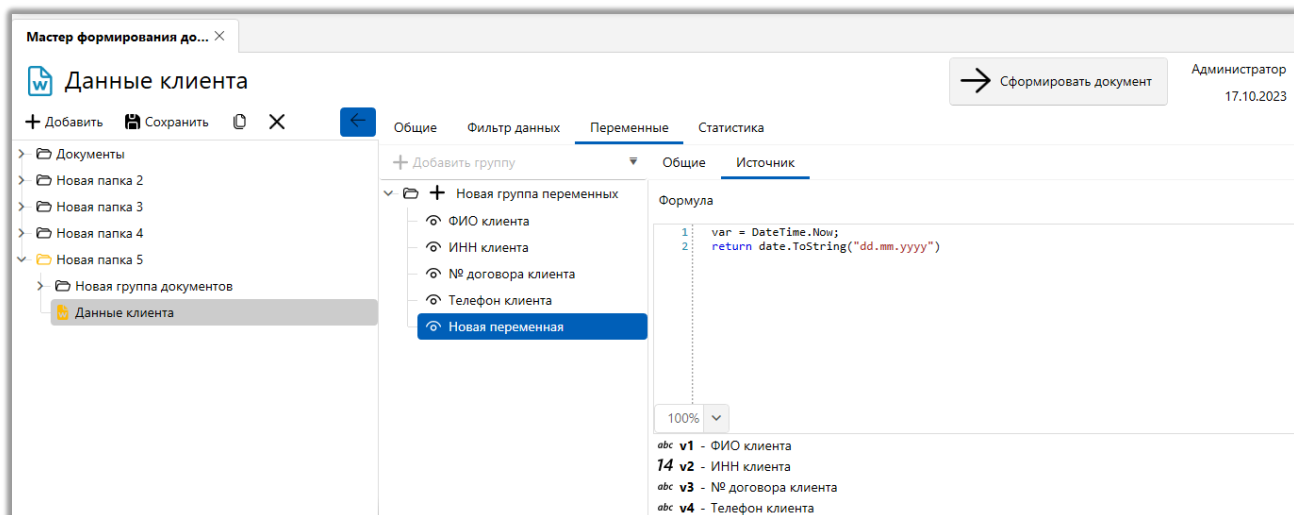 Мастер формирования до...
Данные клиента
Сформировать документ
Администратор
17.10.2023
Добавить Сохранить
Общие Фильтр данных Переменные Статистика
Документы
Новая папка 2
Новая папка 3
Новая папка 4
Новая папка 5
Новая группа документов
Данные клиента
Добавить группу
Новая группа переменных
ФИО клиента
ИНН клиента
№ договора клиента
Телефон клиента
Новая переменная
Общие Источник
Формула
1 var = DateTime.Now;
2 return date.ToString("dd.mm.yyyy")
100%
abc v1 - ФИО клиента
14 v2 - ИНН клиента
abc v3 - № договора клиента
abc v4 - Телефон клиента